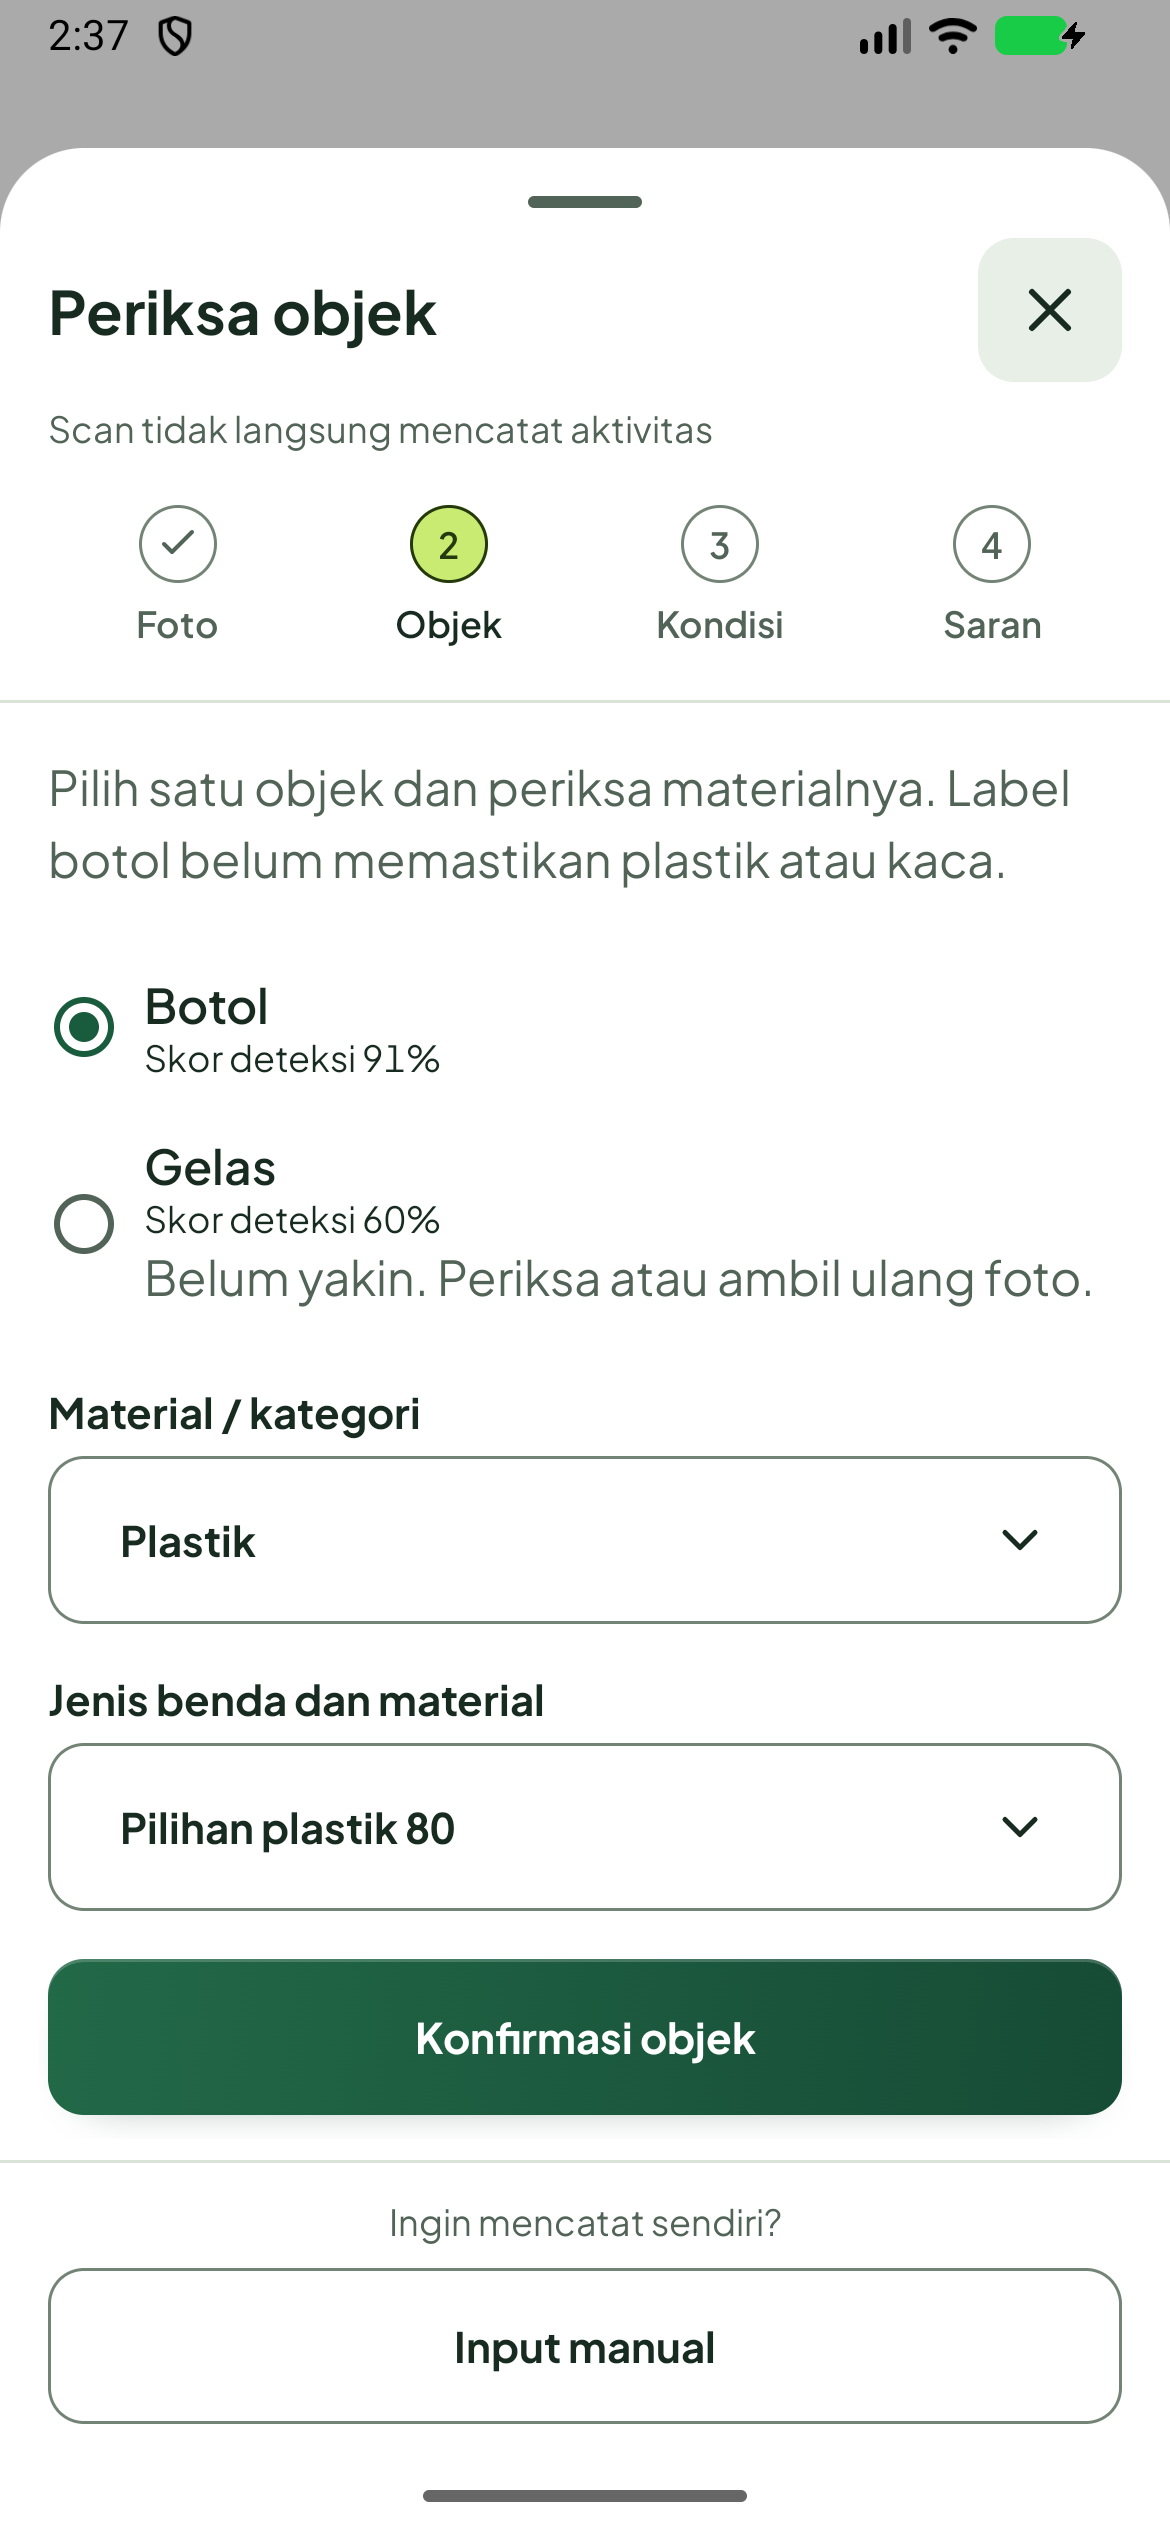 2:37
Periksa objek
Scan tidak langsung mencatat aktivitas
2
3
4
Foto
Objek
Kondisi
Saran
Pilih satu objek dan periksa materialnya. Label
botol belum memastikan plastik atau kaca.
Botol
Skor deteksi 91%
Gelas
Skor deteksi 60%
Belum yakin. Periksa atau ambil ulang foto.
Material / kategori
Plastik
Jenis benda dan material
Pilihan plastik 80
Konfirmasi objek
Ingin mencatat sendiri?
Input manual